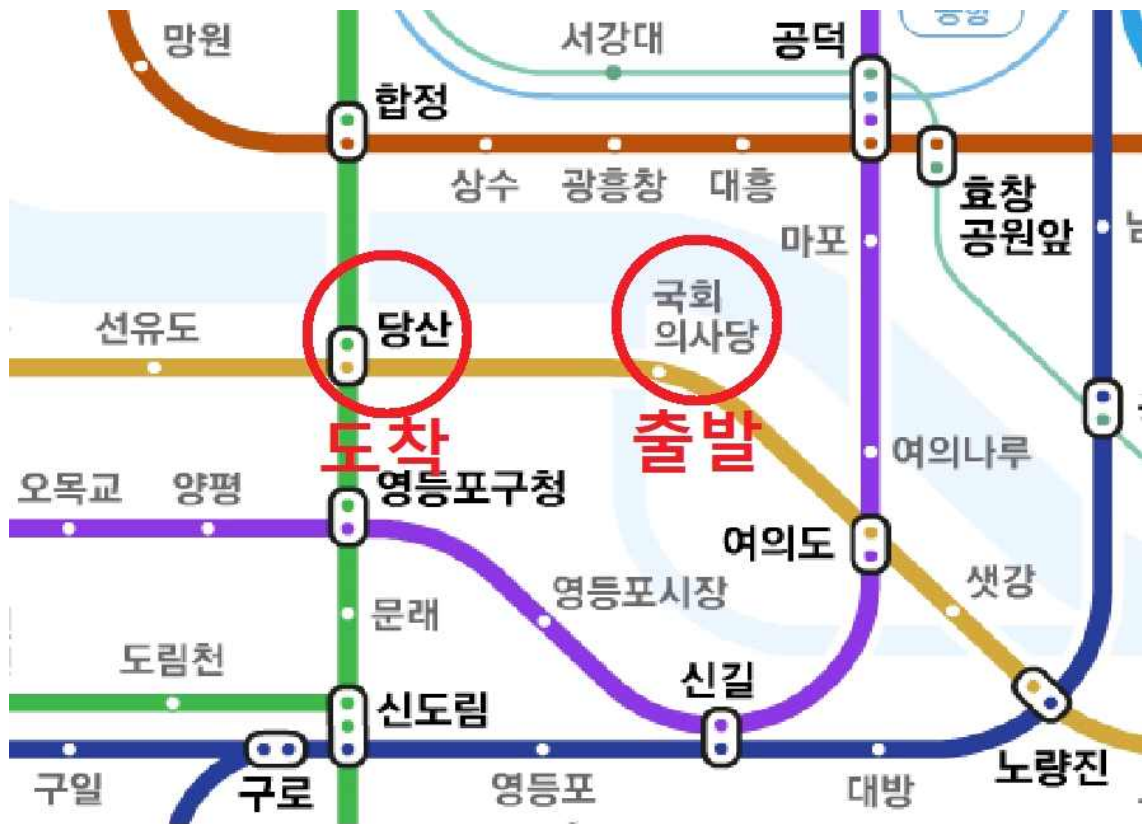 망원
서강대
공덕
공항
합정
상수
광흥창
대흥
효창
공원앞
마포
선유도
당산
국회
의사당
도착
출발
오목교
양평
영등포구청
여의나루
여의도
영등포시장
샛강
문래
도림천
신도림
신길
구일
구로
영등포
대방
노량진